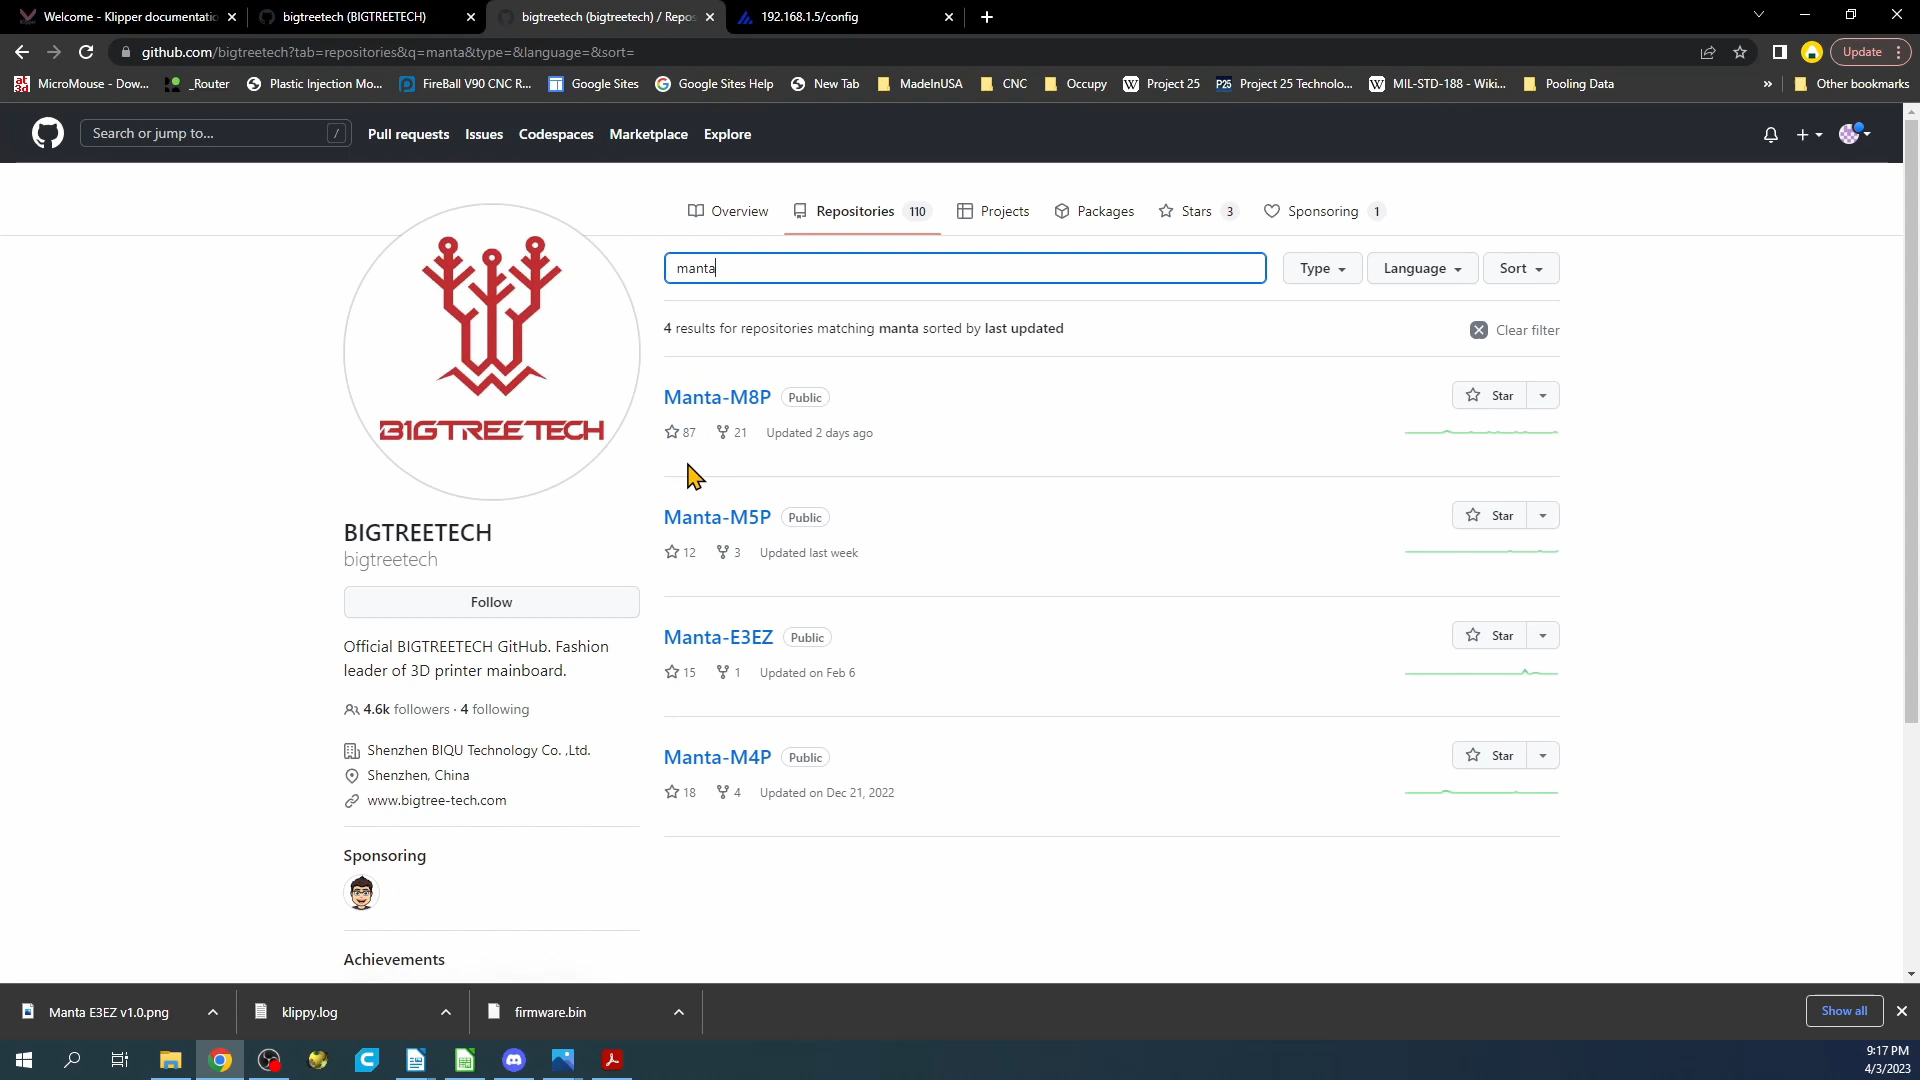 Welcome - Klipper documentatic
bigtreetech (BIGTREETECH)
bigtreetech (bigtreetech) / Repos
192.168.1.5/config
github.com/bigtreetech?tab=repositories&q=manta&type=&language=&sort=
Update
MicroMouse - Dow...
_Router
Plastic Injection Mo...
FireBall V90 CNC R...
Google Sites
Google Sites Help
New Tab
MadeInUSA
CNC
Occupy
Project 25
P25
Project 25 Technolo...
MIL-STD-188 - Wiki...
Pooling Data
»
Other bookmarks
Search or jump to...
/
Pull requests
Issues
Codespaces
Marketplace
Explore
Overview
Repositories 110
Projects
Packages
Stars 3
Sponsoring 1
manta
Type
Language
Sort
4 results for repositories matching manta sorted by last updated
Clear filter
Manta-M8P Public
Star
87 21 Updated 2 days ago
Manta-M5P Public
Star
12 3 Updated last week
Manta-E3EZ Public
Star
15 1 Updated on Feb 6
Manta-M4P Public
Star
18 4 Updated on Dec 21, 2022
BIGTREETECH
BIGTREETECH
bigtreetech
Follow
Official BIGTREETECH GitHub. Fashion
leader of 3D printer mainboard.
4.6k followers · 4 following
Shenzhen BIQU Technology Co. ,Ltd.
Shenzhen, China
www.bigtree-tech.com
Sponsoring
Achievements
Manta E3EZ v1.0.png
klippy.log
firmware.bin
Show all
9:17 PM
4/3/2023